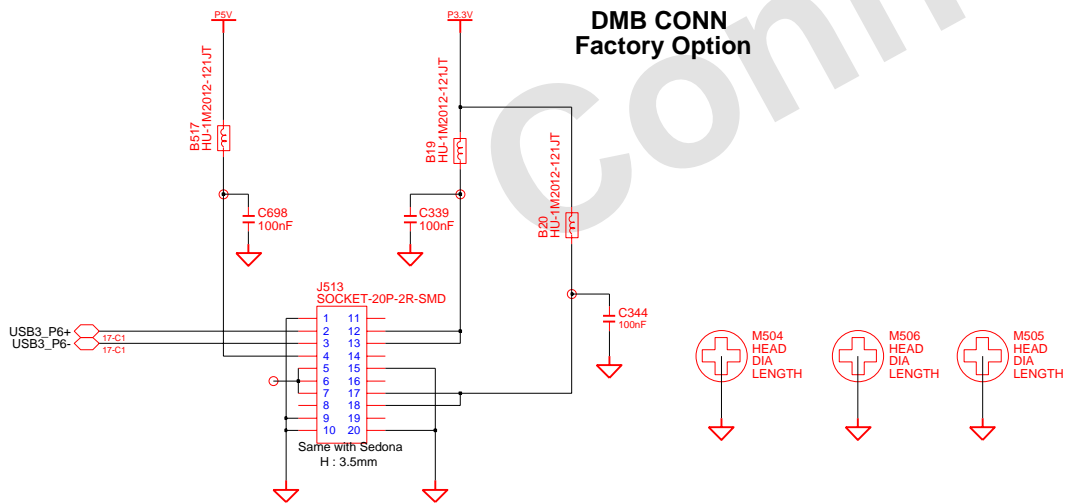 P5V
P3.3V
DMB CONN
Factory Option
Conn
B517
HU-1M2012-121JT
B19
HU-1M2012-121JT
B20
HU-1M2012-121JT
C698
100nF
C339
100nF
C344
100nF
J513
SOCKET-20P-2R-SMD
USB3_P6+
17-C1
USB3_P6-
17-C1
1 11
2 12
3 13
4 14
5 15
6 16
7 17
8 18
9 19
10 20
Same with Sedona
H : 3.5mm
M504
HEAD
DIA
LENGTH
M506
HEAD
DIA
LENGTH
M505
HEAD
DIA
LENGTH